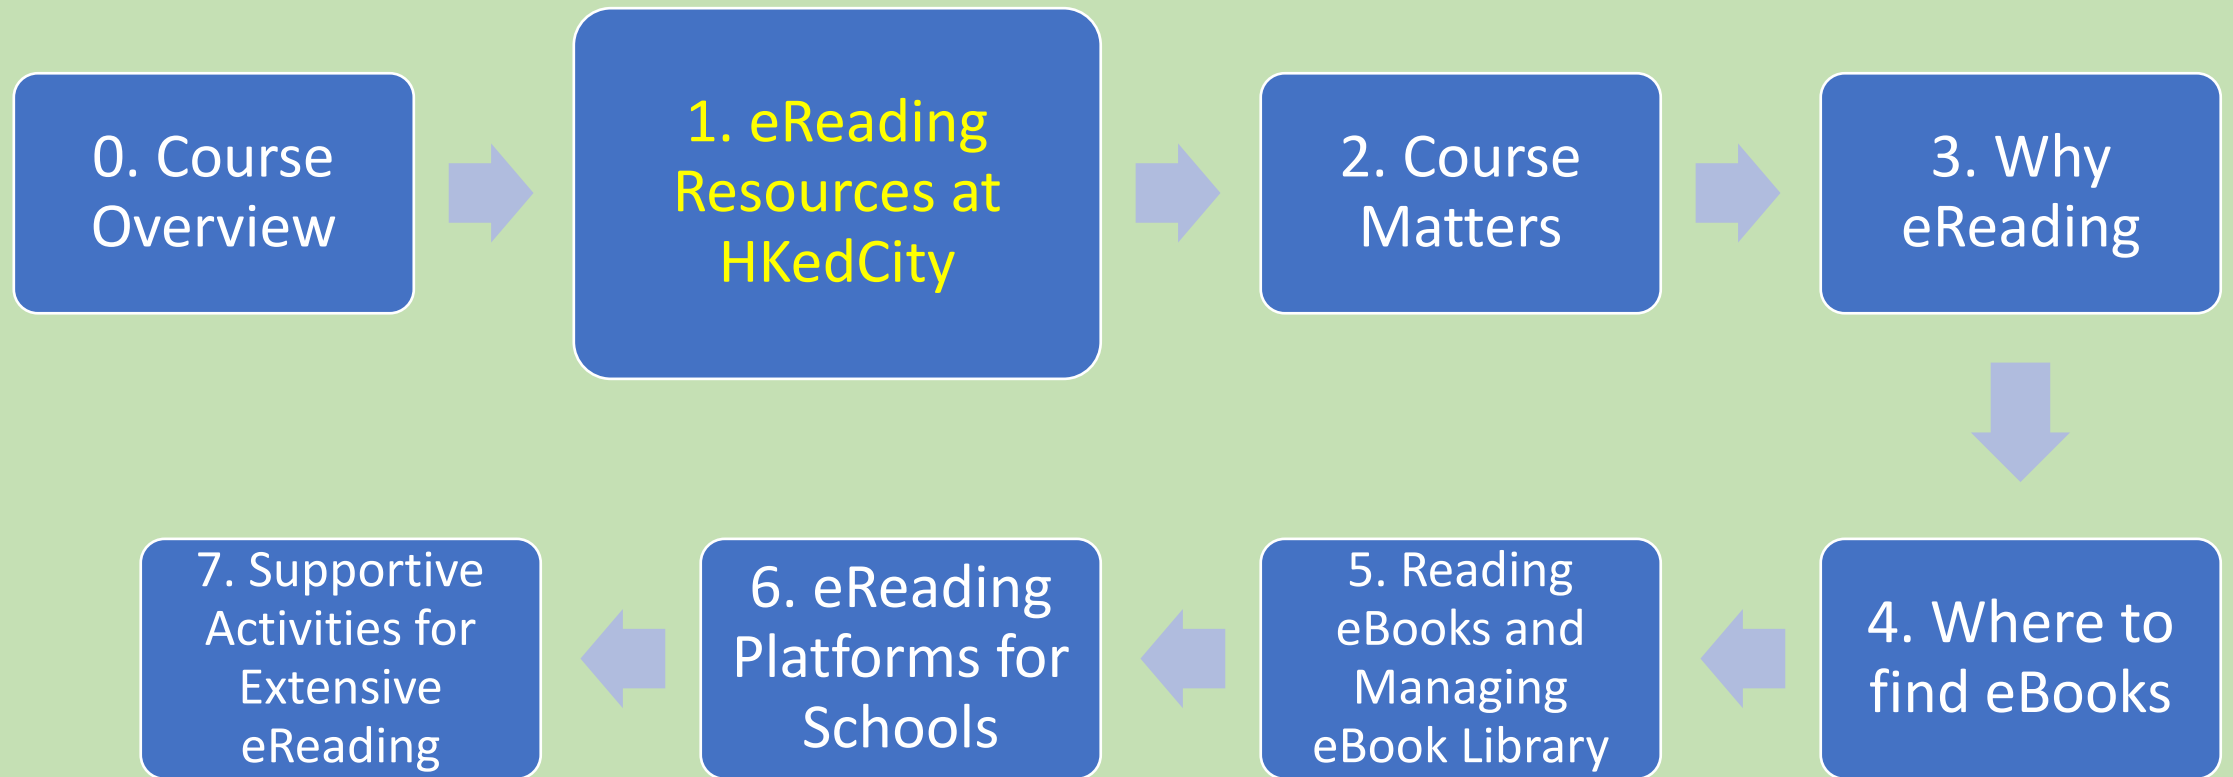 0. Course
Overview
1. eReading
Resources at
HKedCity
2. Course
Matters
3. Why
eReading
4. Where to
find eBooks
5. Reading
eBooks and
Managing
eBook Library
6. eReading
Platforms for
Schools
7. Supportive
Activities for
Extensive
eReading